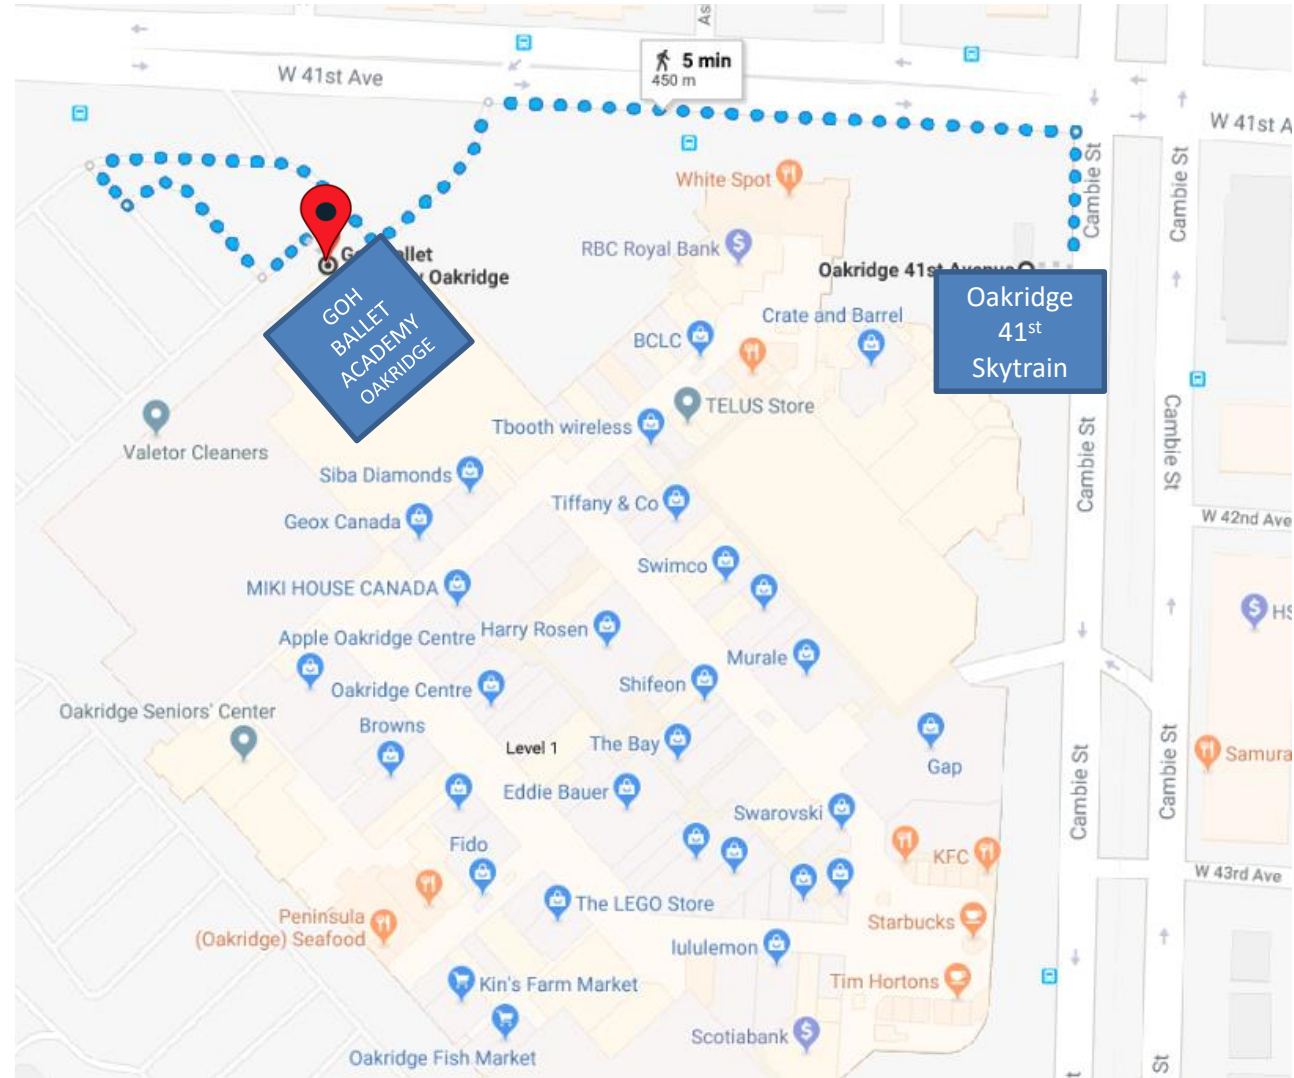 As
W 41st Ave
5 min
450 m
W 41st A
Cambie St
Cambie St
White Spot
RBC Royal Bank
Oakridge 41st Avenue
Oakridge
GOH
BALLET
ACADEMY
OAKRIDGE
Oakridge
41st
Skytrain
Crate and Barrel
BCLC
TELUS Store
Tbooth wireless
Valetor Cleaners
Siba Diamonds
Geox Canada
Tiffany & Co
Cambie St
Cambie St
W 42nd Ave
Swimco
MIKI HOUSE CANADA
HS
Apple Oakridge Centre
Harry Rosen
Murale
Oakridge Centre
Shifeon
Oakridge Seniors' Center
Browns
Level 1
The Bay
Gap
Samura
Cambie St
Cambie St
Eddie Bauer
Swarovski
Fido
KFC
W 43rd Ave
The LEGO Store
Peninsula
(Oakridge) Seafood
Starbucks
lululemon
Kin's Farm Market
Tim Hortons
Scotiabank
Oakridge Fish Market
St